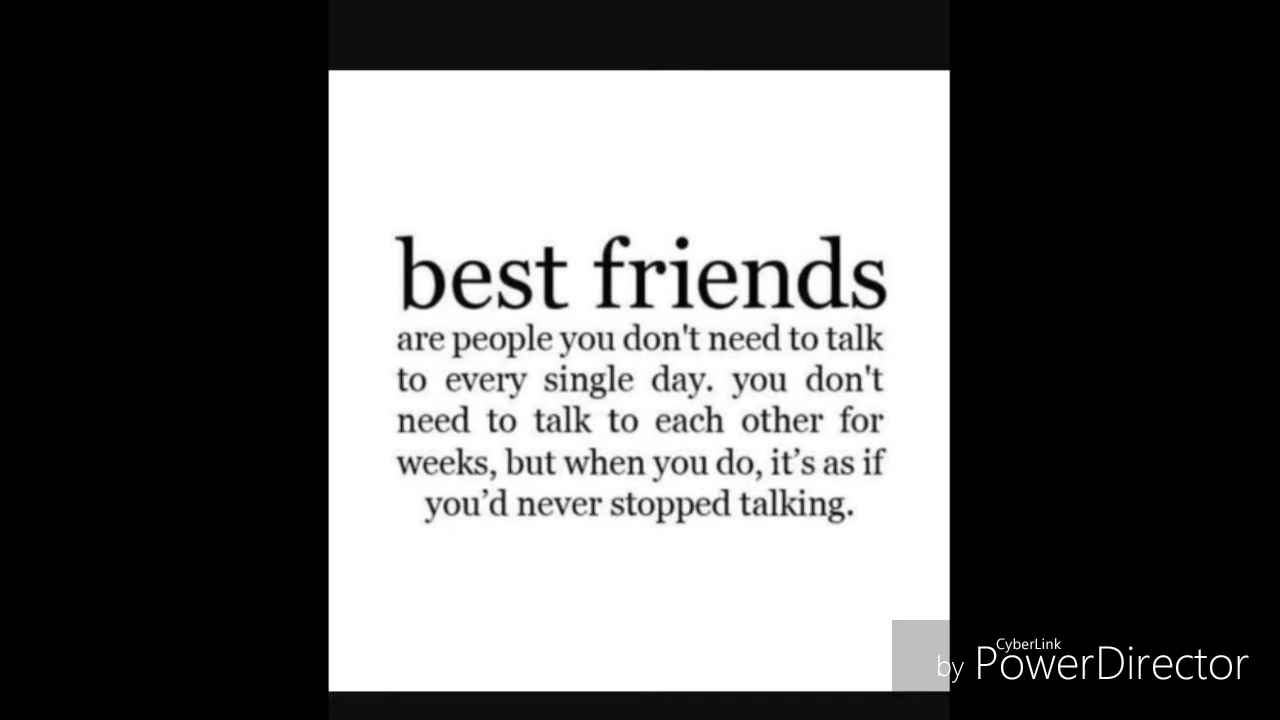 best friends
are people you don't need to talk
to every single day. you don't
need to talk to each other for
weeks, but when you do, it’s as if
you’d never stopped talking.
CyberLink
by PowerDirector